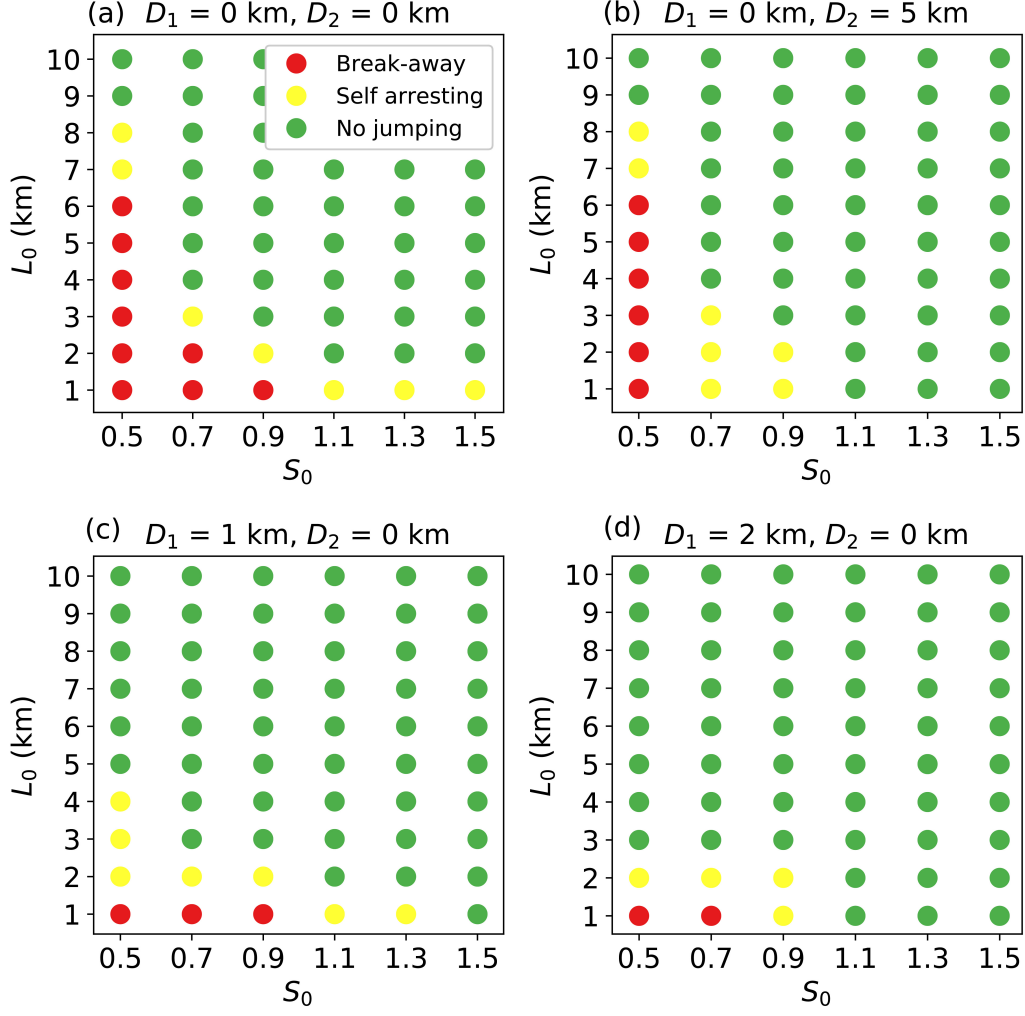 (a) D₁ = 0 km, D₂ = 0 km
10
9
8
7
6
5
4
3
2
1
L₀ (km)
Break-away
Self arresting
No jumping
0.5 0.7 0.9 1.1 1.3 1.5
S₀
(b) D₁ = 0 km, D₂ = 5 km
10
9
8
7
6
5
4
3
2
1
L₀ (km)
0.5 0.7 0.9 1.1 1.3 1.5
S₀
(c) D₁ = 1 km, D₂ = 0 km
10
9
8
7
6
5
4
3
2
1
L₀ (km)
0.5 0.7 0.9 1.1 1.3 1.5
S₀
(d) D₁ = 2 km, D₂ = 0 km
10
9
8
7
6
5
4
3
2
1
L₀ (km)
0.5 0.7 0.9 1.1 1.3 1.5
S₀